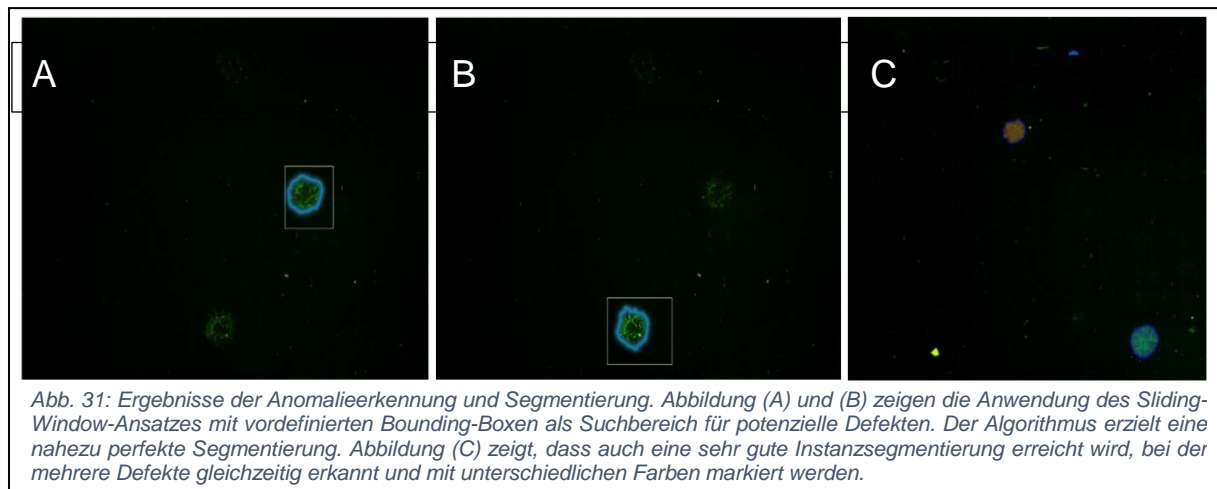 A
B
C
Abb. 31: Ergebnisse der Anomalieerkennung und Segmentierung. Abbildung (A) und (B) zeigen die Anwendung des Sliding-
Window-Ansatzes mit vordefinierten Bounding-Boxen als Suchbereich für potenzielle Defekten. Der Algorithmus erzielt eine
nahezu perfekte Segmentierung. Abbildung (C) zeigt, dass auch eine sehr gute Instanzsegmentierung erreicht wird, bei der
mehrere Defekte gleichzeitig erkannt und mit unterschiedlichen Farben markiert werden.